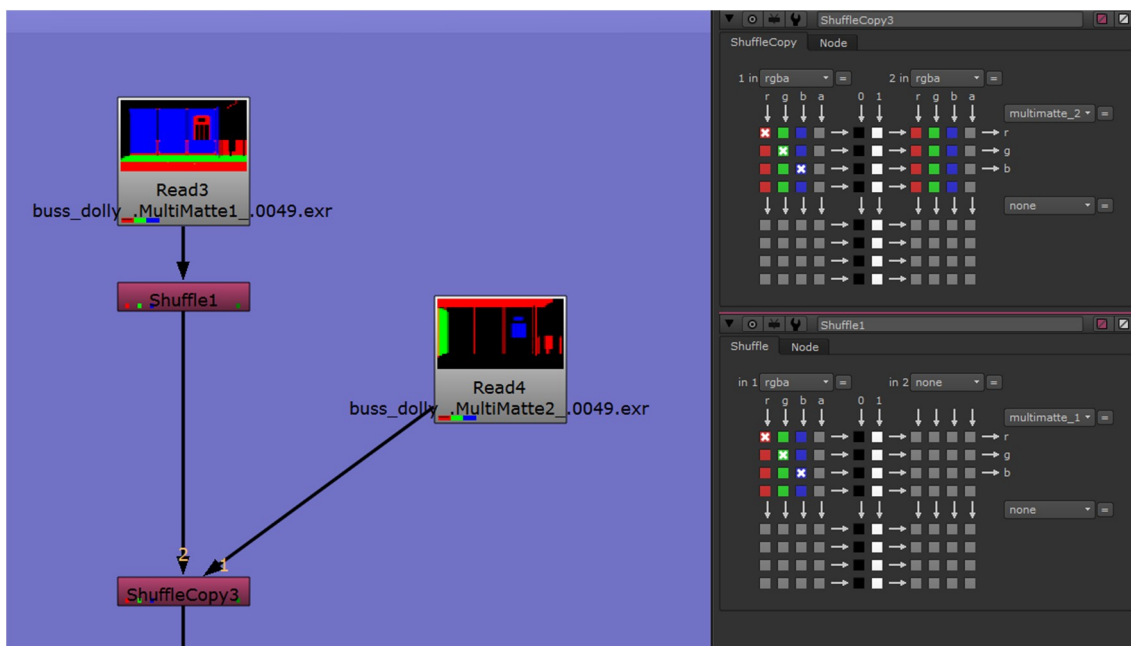 Read3
buss_dolly_.MultiMatte1_.0049.exr
Shuffle1
Read4
buss_dolly_.MultiMatte2_.0049.exr
2
1
ShuffleCopy3
ShuffleCopy3
ShuffleCopy Node
1 in rgba = 2 in rgba =
r g b a 0 1 r g b a
multimatte_2 =
r
g
b
none =
Shuffle1
Shuffle Node
in 1 rgba = in 2 none =
r g b a 0 1
multimatte_1 =
r
g
b
none =